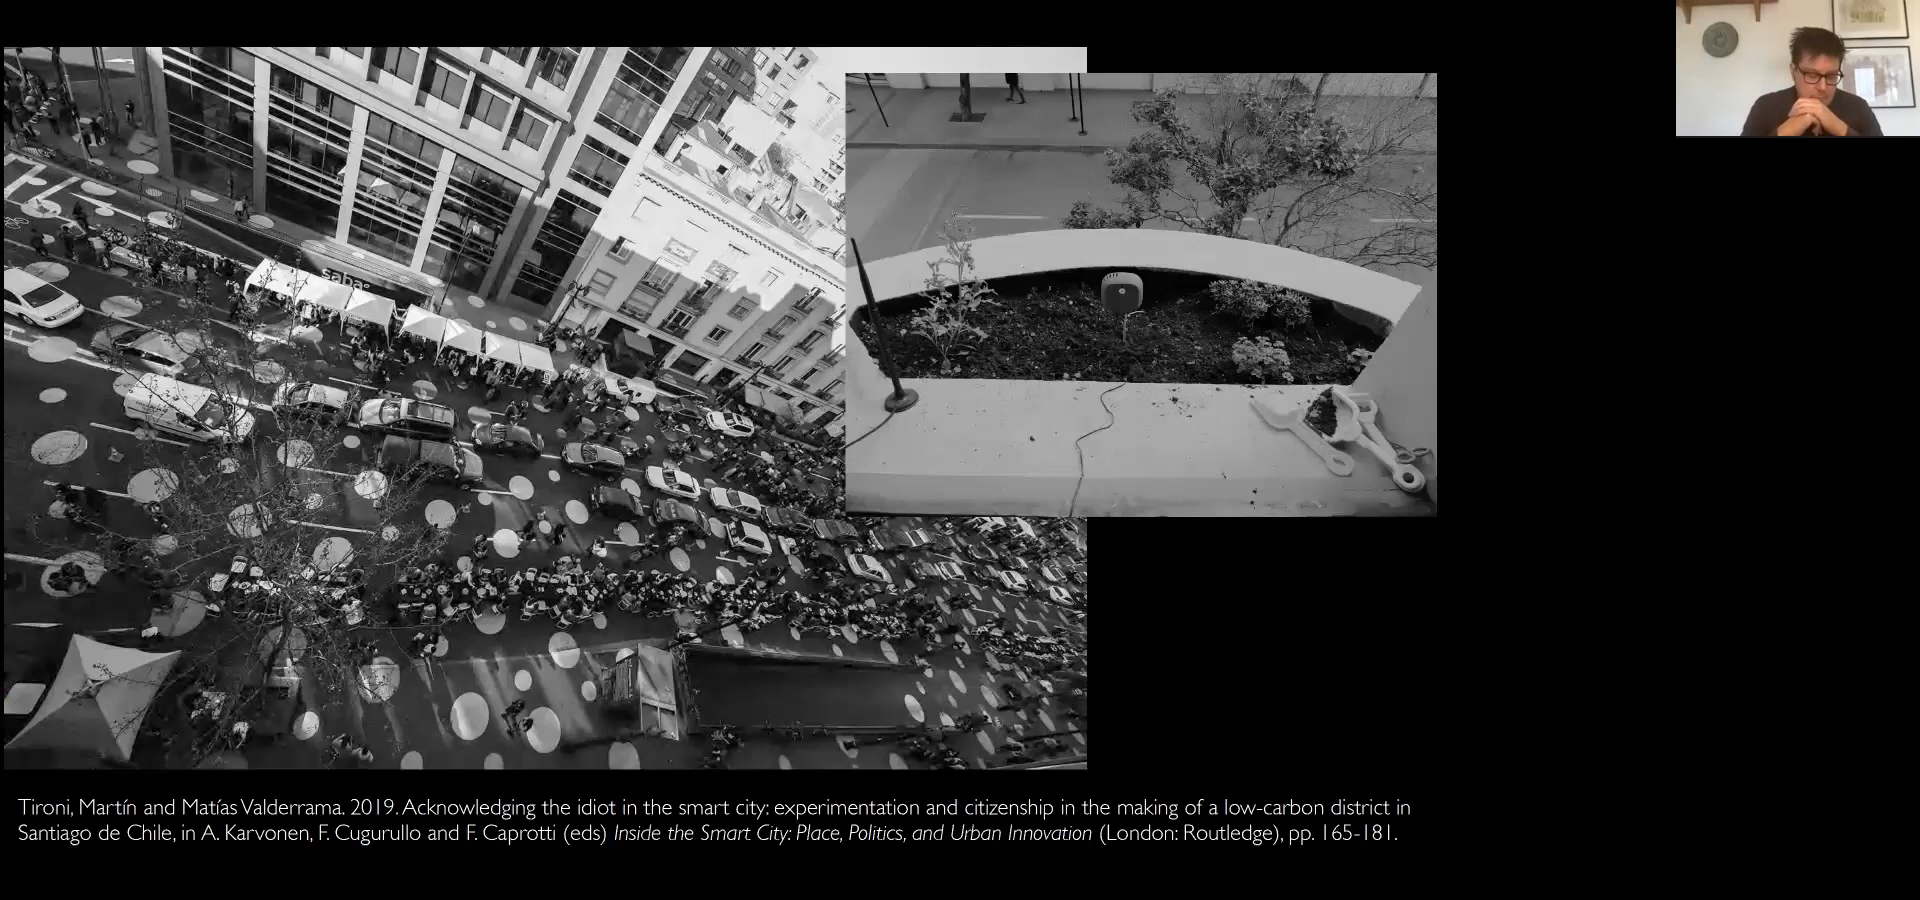 saba
Tironi, Martín and Matías Valderrama. 2019. Acknowledging the idiot in the smart city: experimentation and citizenship in the making of a low-carbon district in
Santiago de Chile, in A. Karvonen, F. Cugurullo and F. Caprotti (eds) Inside the Smart City: Place, Politics, and Urban Innovation (London: Routledge), pp. 165-181.